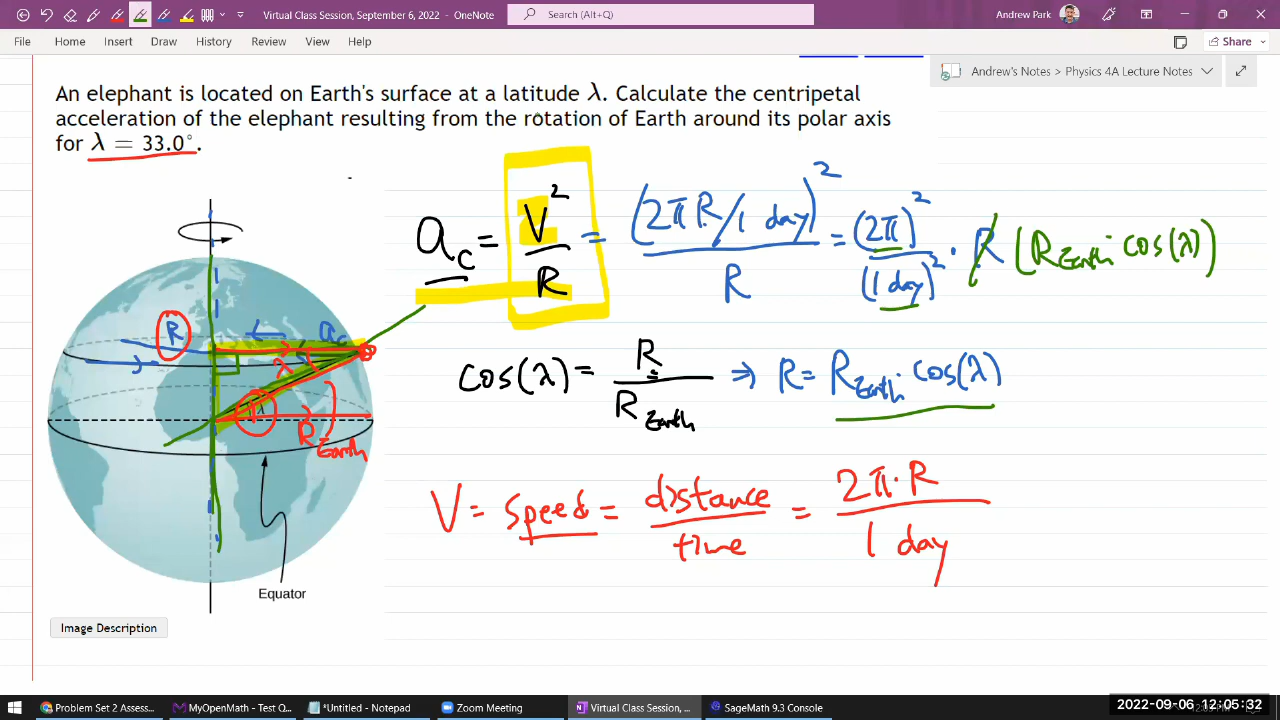 Virtual Class Session, September 6, 2022 - OneNote
Search (Alt+Q)
Andrew Park
File Home Insert Draw History Review View Help
Share
Andrew's Notes > Physics 4A Lecture Notes
An elephant is located on Earth's surface at a latitude λ. Calculate the centripetal
acceleration of the elephant resulting from the rotation of Earth around its polar axis
for λ = 33.0°.
a_c = V²/R = (2πR/1 day)²/R = (2π)²/(1 day)² · R (R_Earth cos(λ))
R a_c
λ
λ
R_Earth
cos(λ) = R/R_Earth ⇒ R = R_Earth cos(λ)
V = speed = distance/time = 2π·R/1 day
Equator
Image Description
Problem Set 2 Assess...
MyOpenMath - Test Q...
*Untitled - Notepad
Zoom Meeting
Virtual Class Session, ...
SageMath 9.3 Console
2022-09-06 12:05:32